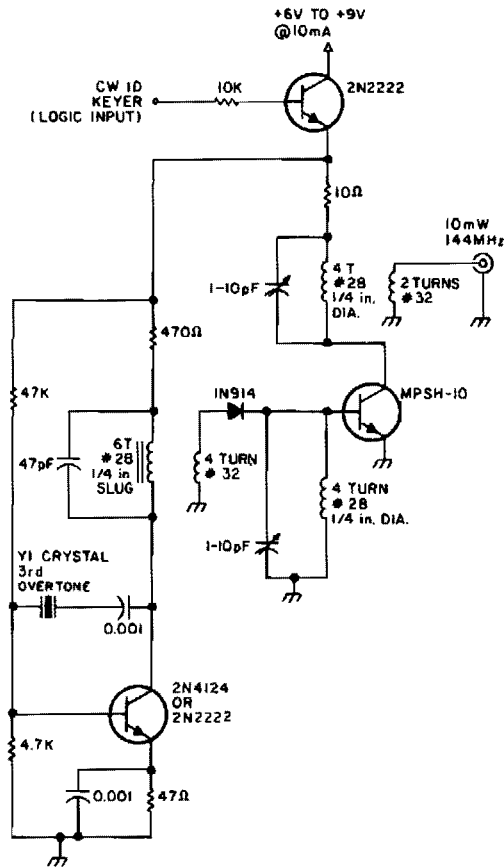 +6V TO +9V
@10mA
2N2222
CW ID
KEYER
(LOGIC INPUT)
10K
10Ω
10mW
144MHz
1-10pF
4 T
#28
1/4 in.
DIA.
2 TURNS
#32
470Ω
47K
1N914
MPSH-10
47pF
6T
#28
1/4 in
SLUG
4 TURN
#32
4 TURN
#28
1/4 in. DIA.
1-10pF
Y1 CRYSTAL
3rd
OVERTONE
0.001
2N4124
OR
2N2222
4.7K
0.001
47Ω